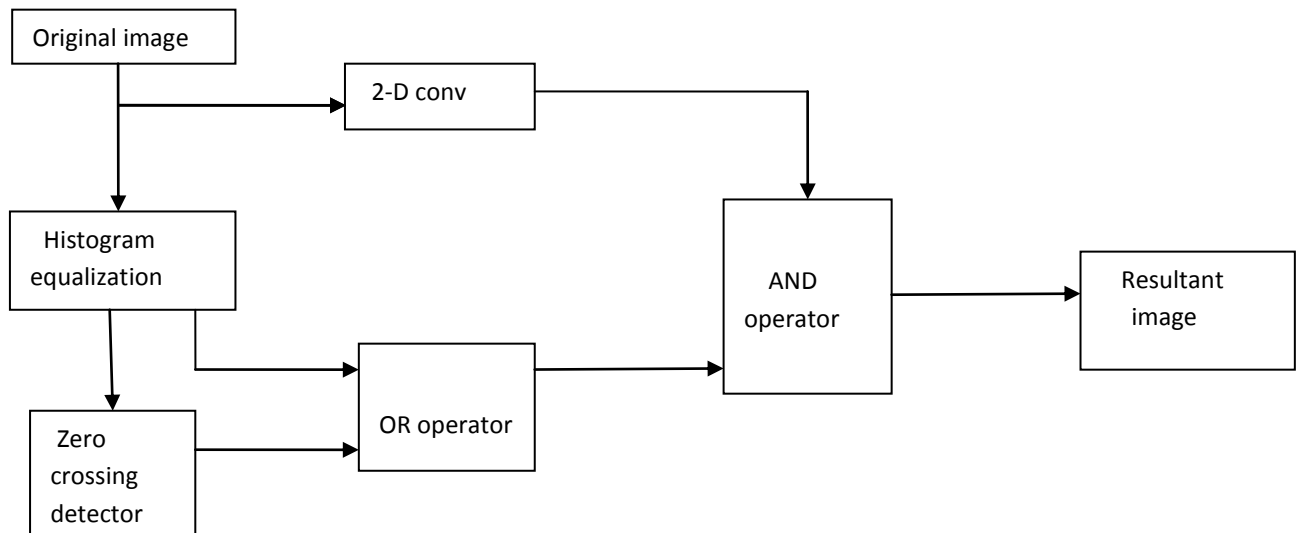 Original image
2-D conv
Histogram
equalization
AND
operator
Resultant
image
OR operator
Zero
crossing
detector